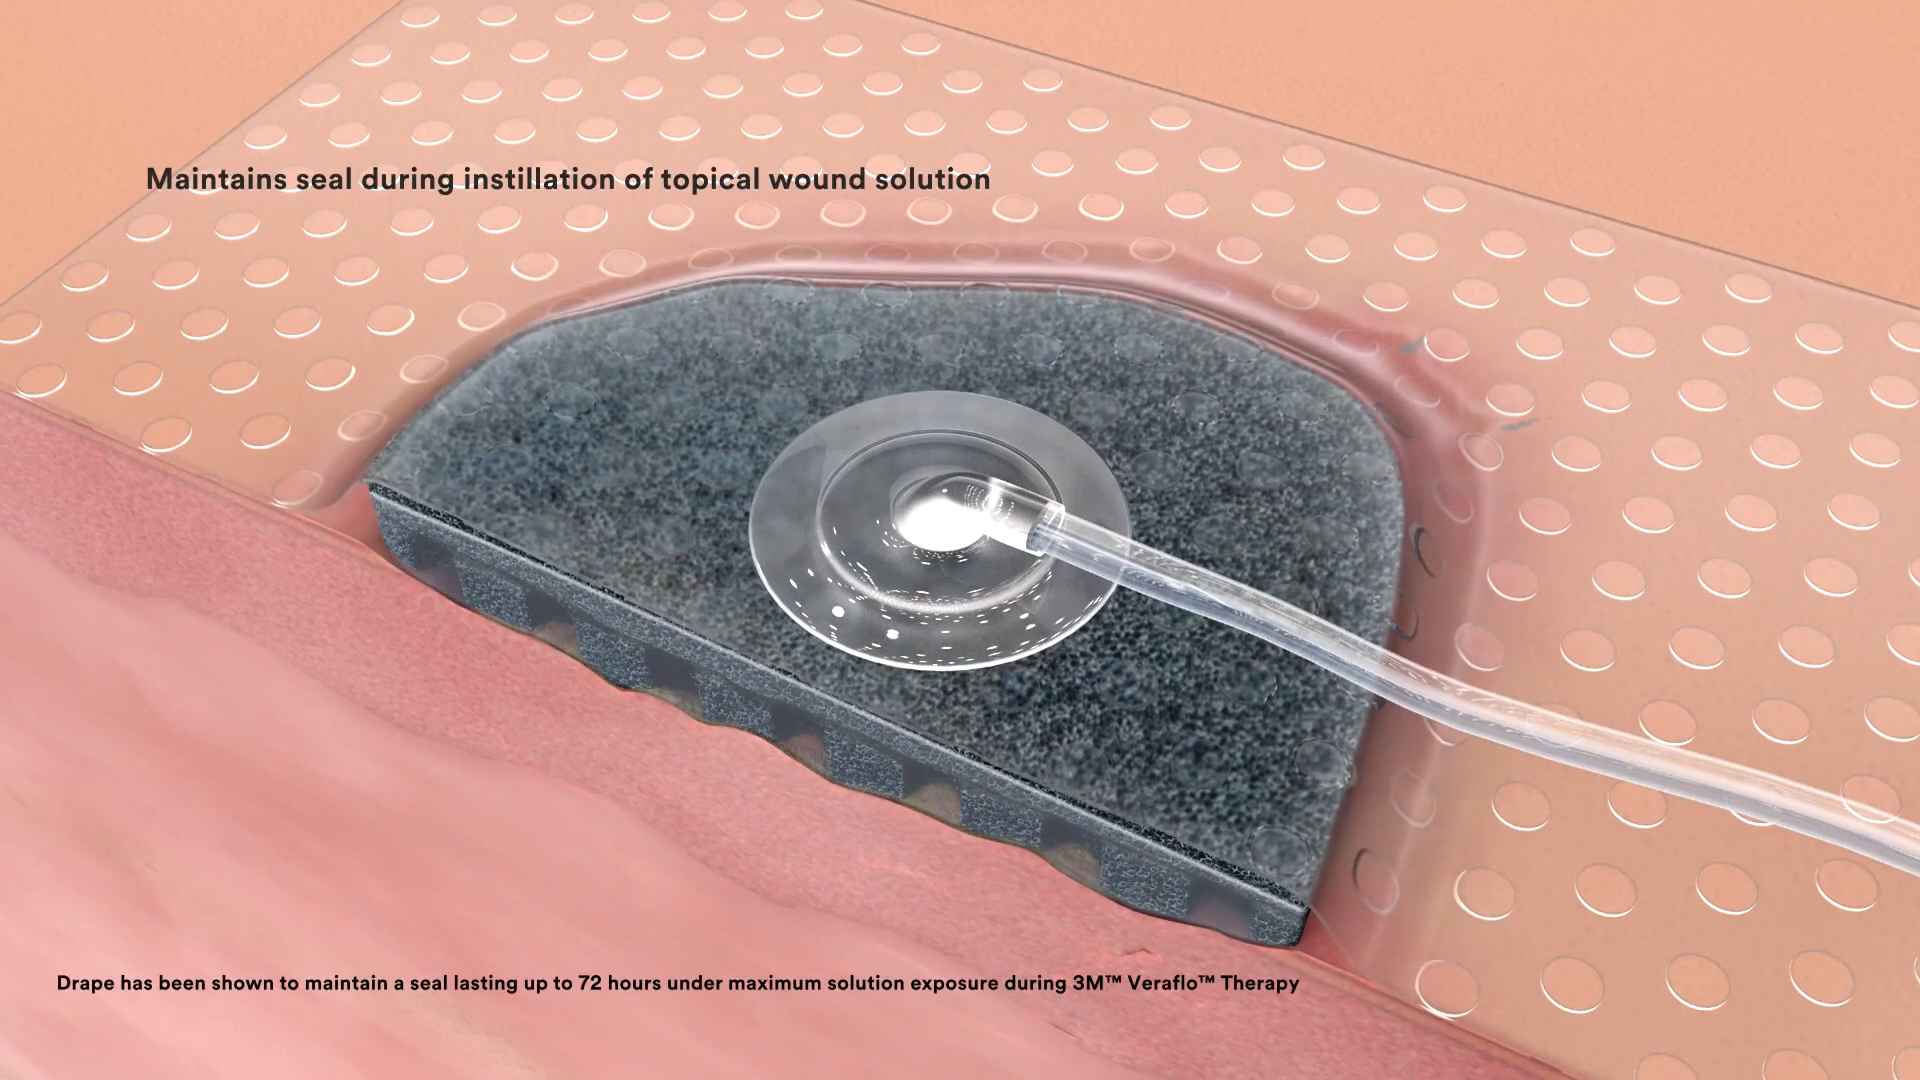 Maintains seal during instillation of topical wound solution
Drape has been shown to maintain a seal lasting up to 72 hours under maximum solution exposure during 3M™ Veraflo™ Therapy